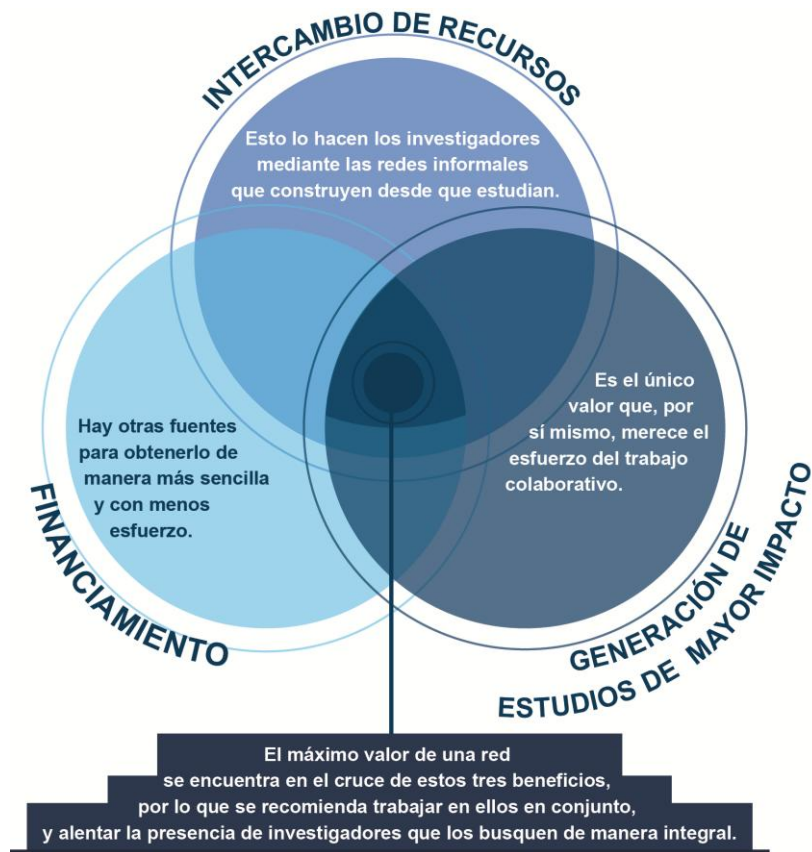 INTERCAMBIO DE RECURSOS
Esto lo hacen los investigadores
mediante las redes informales
que construyen desde que estudian.
Hay otras fuentes
para obtenerlo de
manera más sencilla
y con menos
esfuerzo.
FINANCIAMIENTO
Es el único
valor que, por
sí mismo, merece el
esfuerzo del trabajo
colaborativo.
GENERACIÓN DE
ESTUDIOS DE MAYOR IMPACTO
El máximo valor de una red
se encuentra en el cruce de estos tres beneficios,
por lo que se recomienda trabajar en ellos en conjunto,
y alentar la presencia de investigadores que los busquen de manera integral.